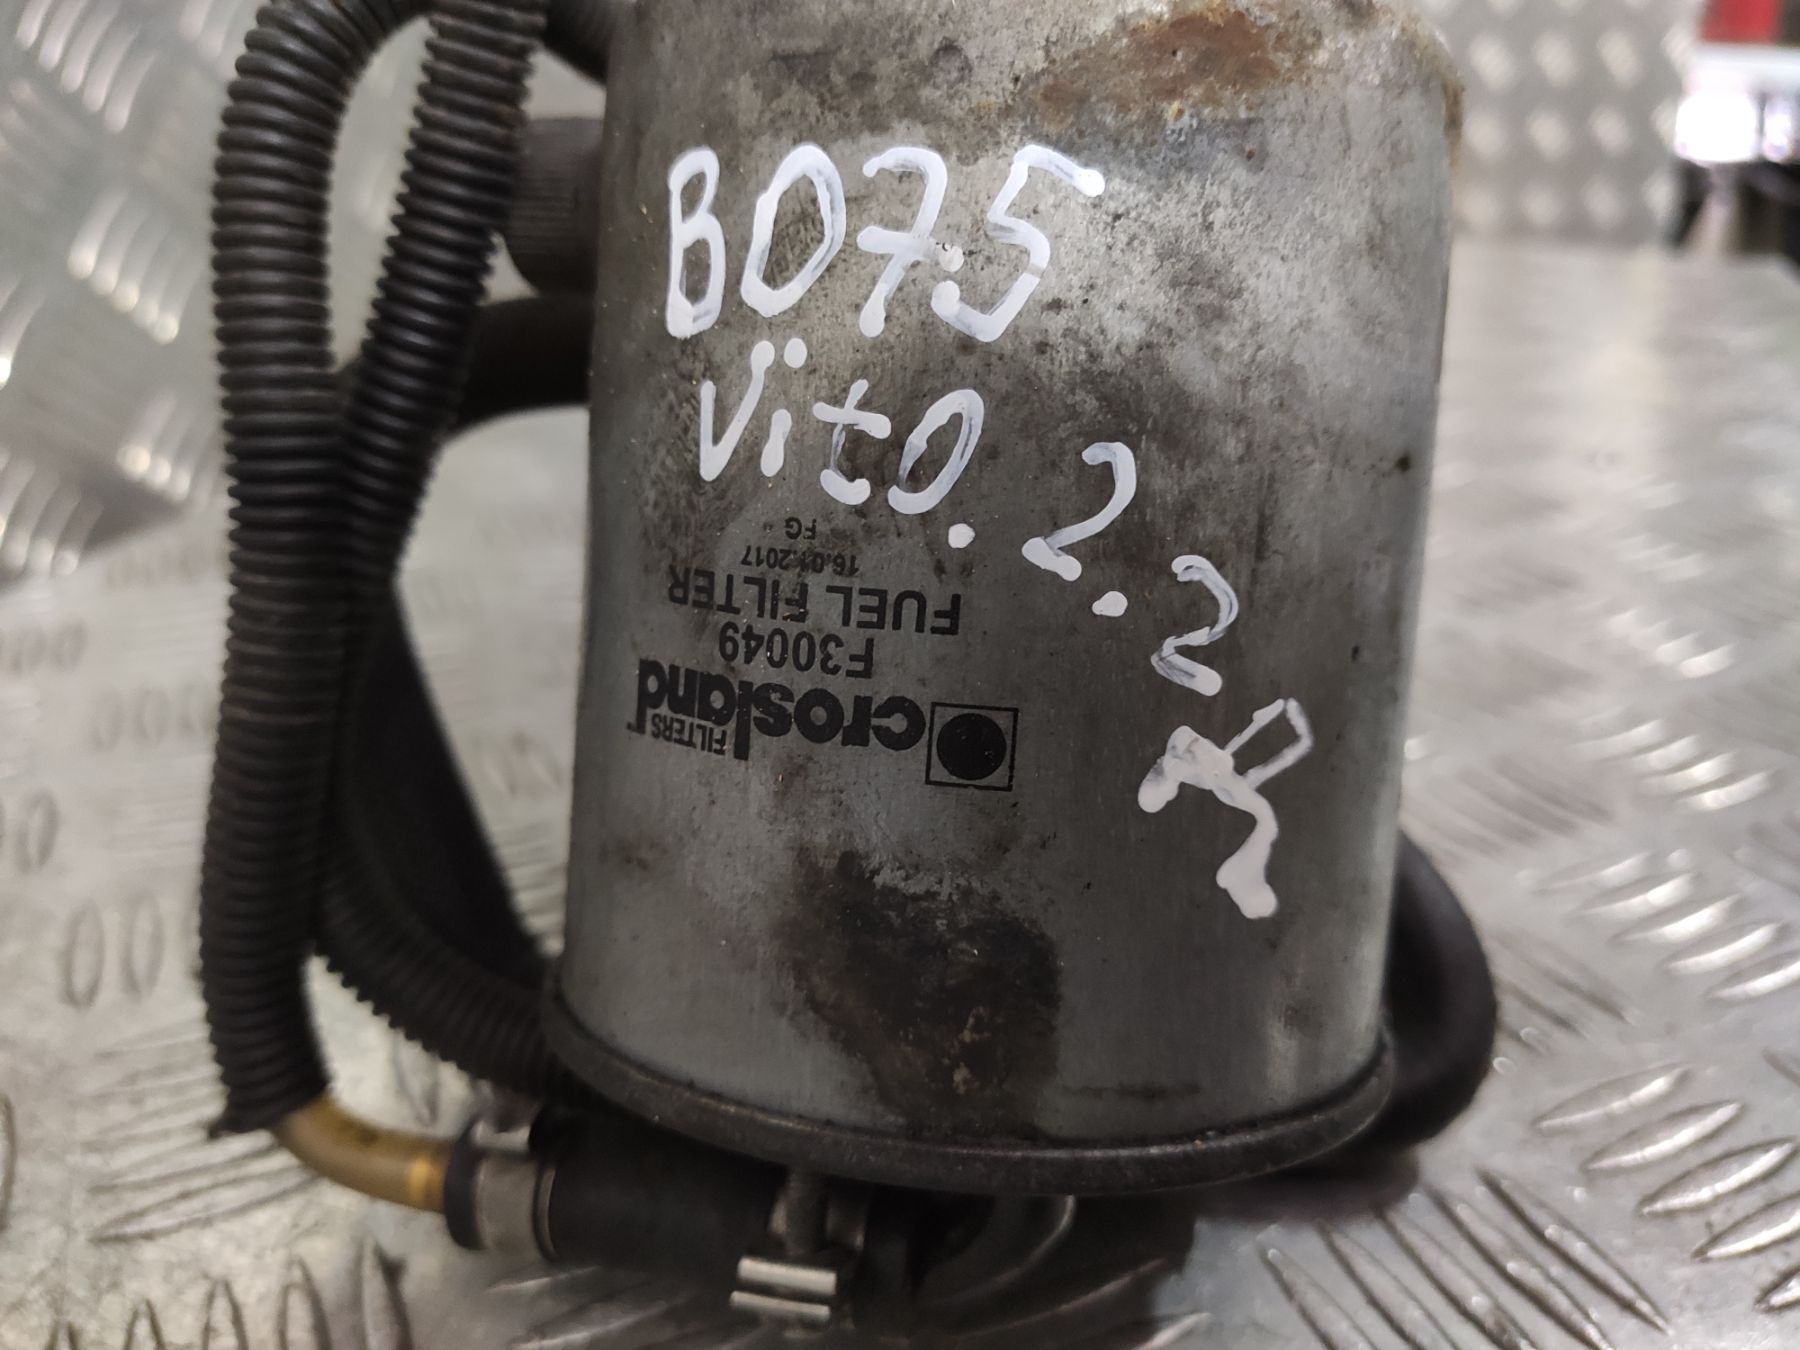 B075
Vito. 2.2 д
crosland
FILTERS
F30049
FUEL FILTER
16.01.2017
FG